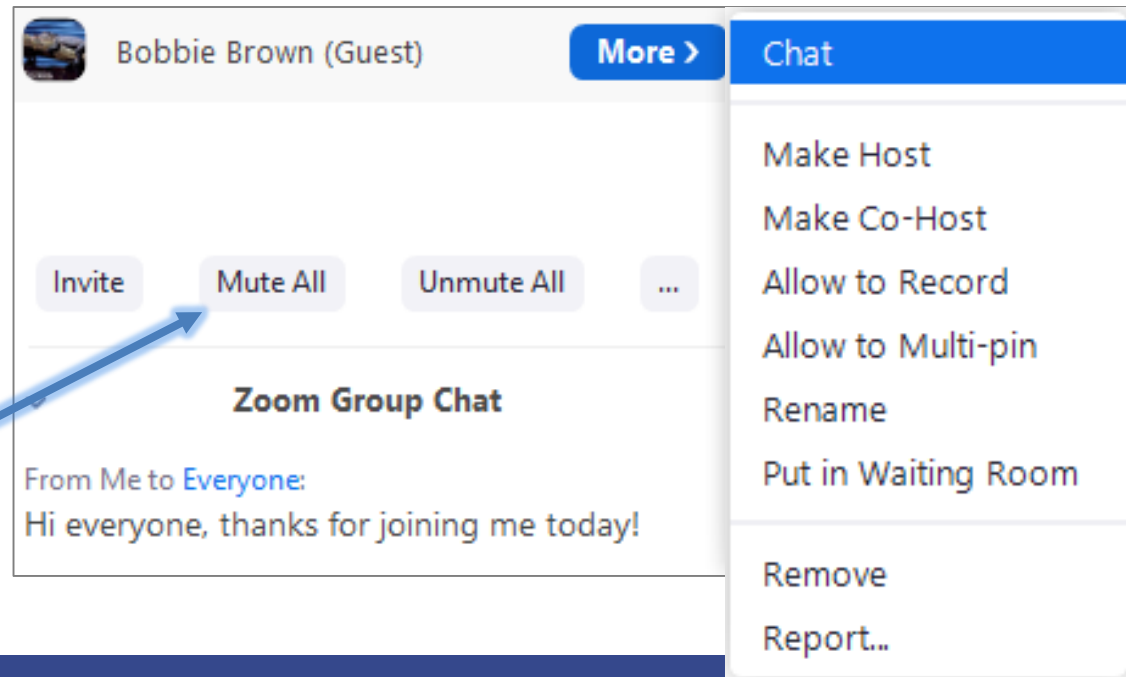 Bobbie Brown (Guest)
More >
Invite
Mute All
Unmute All
...
Zoom Group Chat
From Me to Everyone:
Hi everyone, thanks for joining me today!
Chat
Make Host
Make Co-Host
Allow to Record
Allow to Multi-pin
Rename
Put in Waiting Room
Remove
Report...